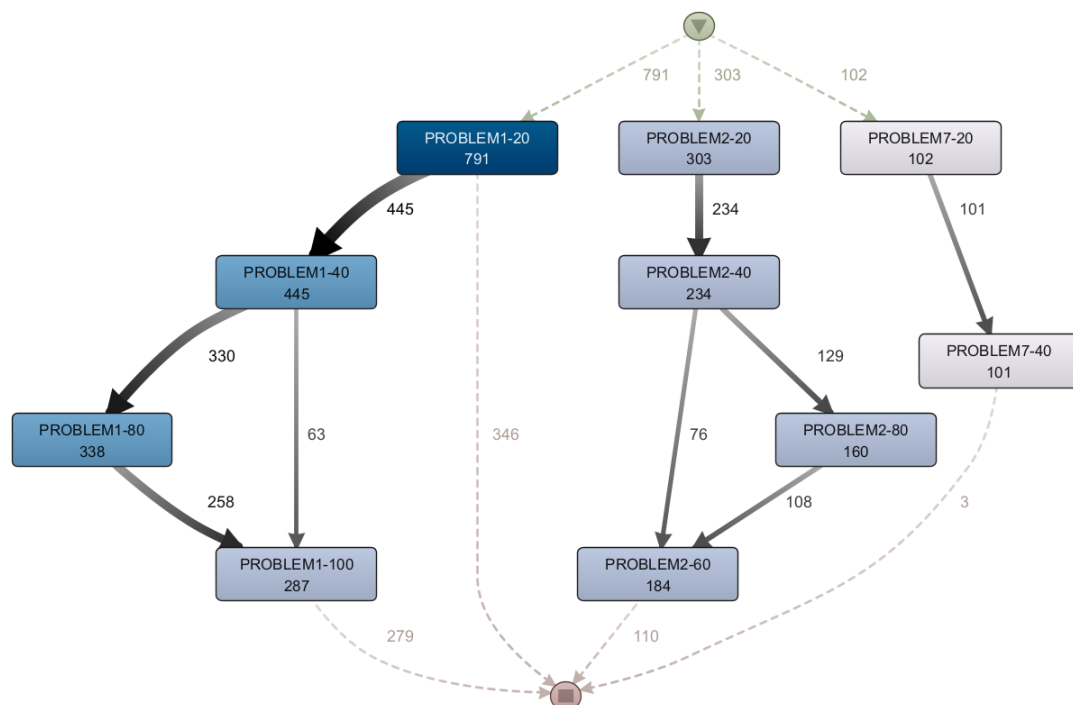 791
303
102
PROBLEM1-20
791
PROBLEM2-20
303
PROBLEM7-20
102
445
234
101
PROBLEM1-40
445
PROBLEM2-40
234
330
129
PROBLEM7-40
101
PROBLEM1-80
338
63
346
76
PROBLEM2-80
160
258
108
3
PROBLEM1-100
287
PROBLEM2-60
184
279
110